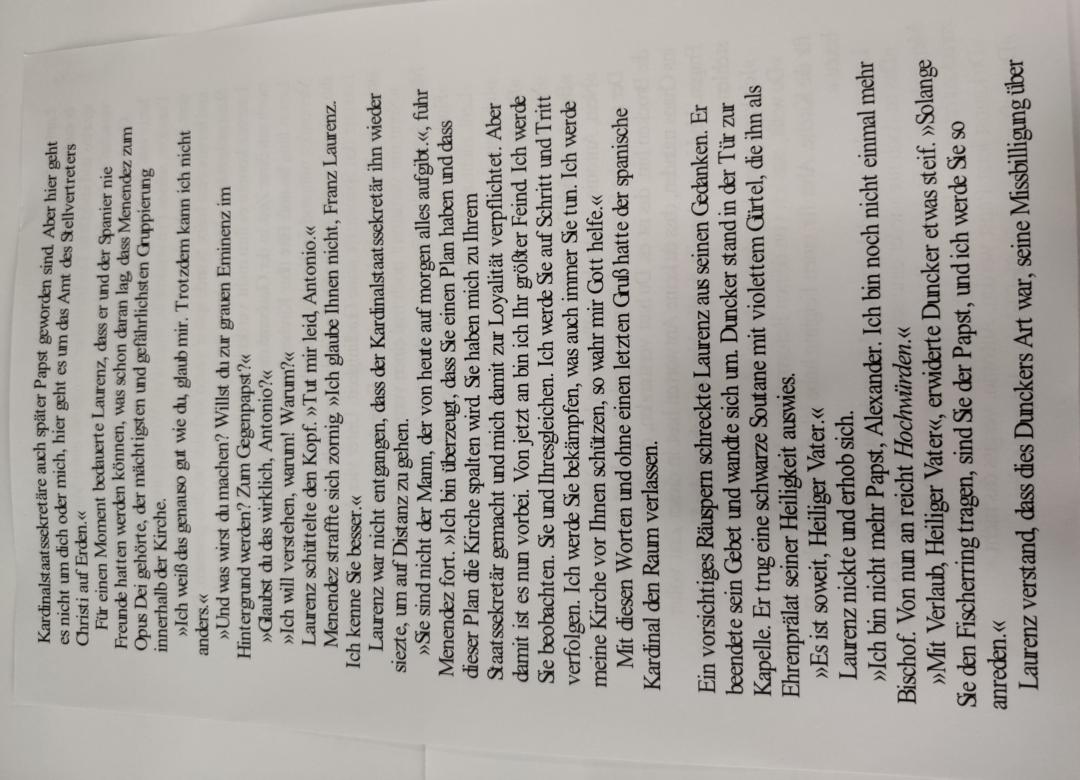 Kardinalstaatssekretäre auch später Papst geworden sind. Aber hier geht
es nicht um dich oder mich, hier geht es um das Amt des Stellvertreters
Christi auf Erden.«
Für einen Moment bedauerte Laurenz, dass er und der Spanier nie
Freunde hatten werden können, was schon daran lag, dass Menendez zum
Opus Dei gehörte, der mächtigsten und gefährlichsten Gruppierung
innerhalb der Kirche.
»Ich weiß das genauso gut wie du, glaub mir. Trotzdem kann ich nicht
anders.«
»Und was wirst du machen? Willst du zur grauen Eminenz im
Hintergrund werden? Zum Gegenpapst?«
»Glaubst du das wirklich, Antonio?«
»Ich will verstehen, warum! Warum?«
Laurenz schüttelte den Kopf. »Tut mir leid, Antonio.«
Menendez straffte sich zornig »Ich glaube Ihnen nicht, Franz Laurenz.
Ich kenne Sie besser.«
Laurenz war nicht entgangen, dass der Kardinalstaatssekretär ihn wieder
siezte, um auf Distanz zu gehen.
»Sie sind nicht der Mann, der von heute auf morgen alles aufgibt.«, fuhr
Menendez fort. »Ich bin überzeugt, dass Sie einen Plan haben und dass
dieser Plan die Kirche spalten wird. Sie haben mich zu Ihrem
Staatssekretär gemacht und mich damit zur Loyalität verpflichtet. Aber
damit ist es nun vorbei. Von jetzt an bin ich Ihr größter Feind. Ich werde
Sie beobachten. Sie und Ihresgleichen. Ich werde Sie auf Schritt und Tritt
verfolgen. Ich werde Sie bekämpfen, was auch immer Sie tun. Ich werde
meine Kirche vor Ihnen schützen, so wahr mir Gott helfe.«
Mit diesen Worten und ohne einen letzten Gruß hatte der spanische
Kardinal den Raum verlassen.
Ein vorsichtiges Räuspern schreckte Laurenz aus seinen Gedanken. Er
beendete sein Gebet und wandte sich um. Duncker stand in der Tür zur
Kapelle. Er trug eine schwarze Soutane mit violettem Gürtel, die ihn als
Ehrenprälat seiner Heiligkeit auswies.
»Es ist soweit, Heiliger Vater.«
Laurenz nickte und erhob sich.
»Ich bin nicht mehr Papst, Alexander. Ich bin noch nicht einmal mehr
Bischof. Von nun an reicht Hochwürden.«
»Mit Verlaub, Heiliger Vater«, erwiderte Duncker etwas steif. »Solange
Sie den Fischerring tragen, sind Sie der Papst, und ich werde Sie so
anreden.«
Laurenz verstand, dass dies Dunckers Art war, seine Missbilligung über